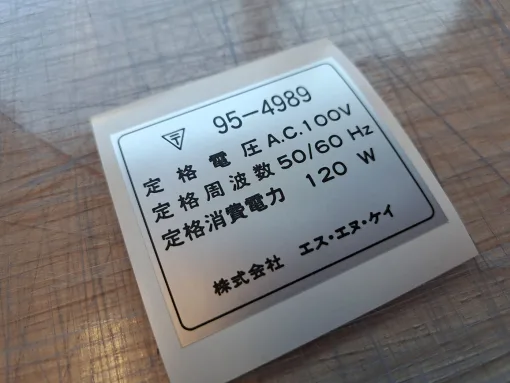 〒 95-4989
定格電圧 A.C.100V
定格周波数 50/60 Hz
定格消費電力 120 W
株式会社 エス・エヌ・ケイ